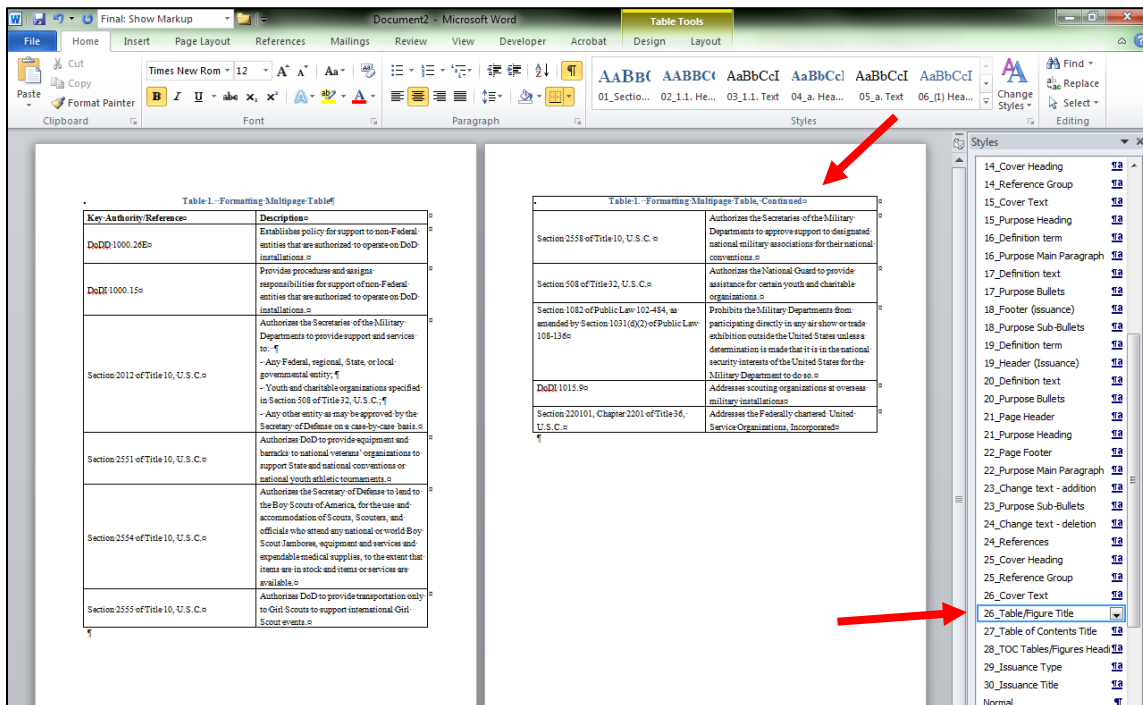 Final: Show Markup
Document2 - Microsoft Word
Table Tools
File Home Insert Page Layout References Mailings Review View Developer Acrobat Design Layout
Paste
Cut
Copy
Format Painter
Clipboard
Times New Rom 12
B I U abe x, x²
Font
Paragraph
AABB( AABBC( AaBbCcI AaBbCc] AaBbCcI AaBbCcI
01_Sectio... 02_1.1. He... 03_1.1. Text 04_a. Hea... 05_a. Text 06_(1) Hea...
Styles
Change Styles
Find
Replace
Select
Editing
Table 1. Formatting Multipage Table¶
Key Authority/Reference¤ Description¤
DoDD 1000.26E¤
Establishes policy for support to non-Federal
entities that are authorized to operate on DoD
installations.¤
DoDI 1000.15¤
Provides procedures and assigns
responsibilities for support of non-Federal
entities that are authorized to operate on DoD
installations.¤
Section 2012 of Title 10, U.S.C.¤
Authorizes the Secretaries of the Military
Departments to provide support and services
to: ¶
- Any Federal, regional, State, or local
governmental entity; ¶
- Youth and charitable organizations specified
in Section 508 of Title 32, U.S.C.;¶
- Any other entity as may be approved by the
Secretary of Defense on a case-by-case basis.¤
Section 2551 of Title 10, U.S.C.¤
Authorizes DoD to provide equipment and
barracks to national veterans' organizations to
support State and national conventions or
national youth athletic tournaments.¤
Section 2554 of Title 10, U.S.C.¤
Authorizes the Secretary of Defense to lend to
the Boy Scouts of America, for the use and
accommodation of Scouts, Scouters, and
officials who attend any national or world Boy
Scout Jamboree, equipment and services and
expendable medical supplies, to the extent that
items are in stock and items or services are
available.¤
Section 2555 of Title 10, U.S.C.¤
Authorizes DoD to provide transportation only
to Girl Scouts to support international Girl
Scout events.¤
¶
Table 1. Formatting Multipage Table, Continued¤
Section 2558 of Title 10, U.S.C. ¤
Authorizes the Secretaries of the Military
Departments to approve support to designated
national military associations for their national
conventions.¤
Section 508 of Title 32, U.S.C.¤
Authorizes the National Guard to provide
assistance for certain youth and charitable
organizations.¤
Section 1082 of Public Law 102-484, as
amended by Section 1031(d)(2) of Public Law
108-136¤
Prohibits the Military Departments from
participating directly in any air show or trade
exhibition outside the United States unless a
determination is made that it is in the national
security interests of the United States for the
Military Department to do so.¤
DoDI 1015.9¤
Addresses scouting organizations at overseas
military installations¤
Section 220101, Chapter 2201 of Title 36,
U.S.C.¤
Addresses the Federally chartered United
Service Organizations, Incorporated¤
¶
Styles
14_Cover Heading
14_Reference Group
15_Cover Text
15_Purpose Heading
16_Definition term
16_Purpose Main Paragraph
17_Definition text
17_Purpose Bullets
18_Footer (issuance)
18_Purpose Sub-Bullets
19_Definition term
19_Header (Issuance)
20_Definition text
20_Purpose Bullets
21_Page Header
21_Purpose Heading
22_Page Footer
22_Purpose Main Paragraph
23_Change text - addition
23_Purpose Sub-Bullets
24_Change text - deletion
24_References
25_Cover Heading
25_Reference Group
26_Cover Text
26_Table/Figure Title
27_Table of Contents Title
28_TOC Tables/Figures Headi
29_Issuance Type
30_Issuance Title
Normal